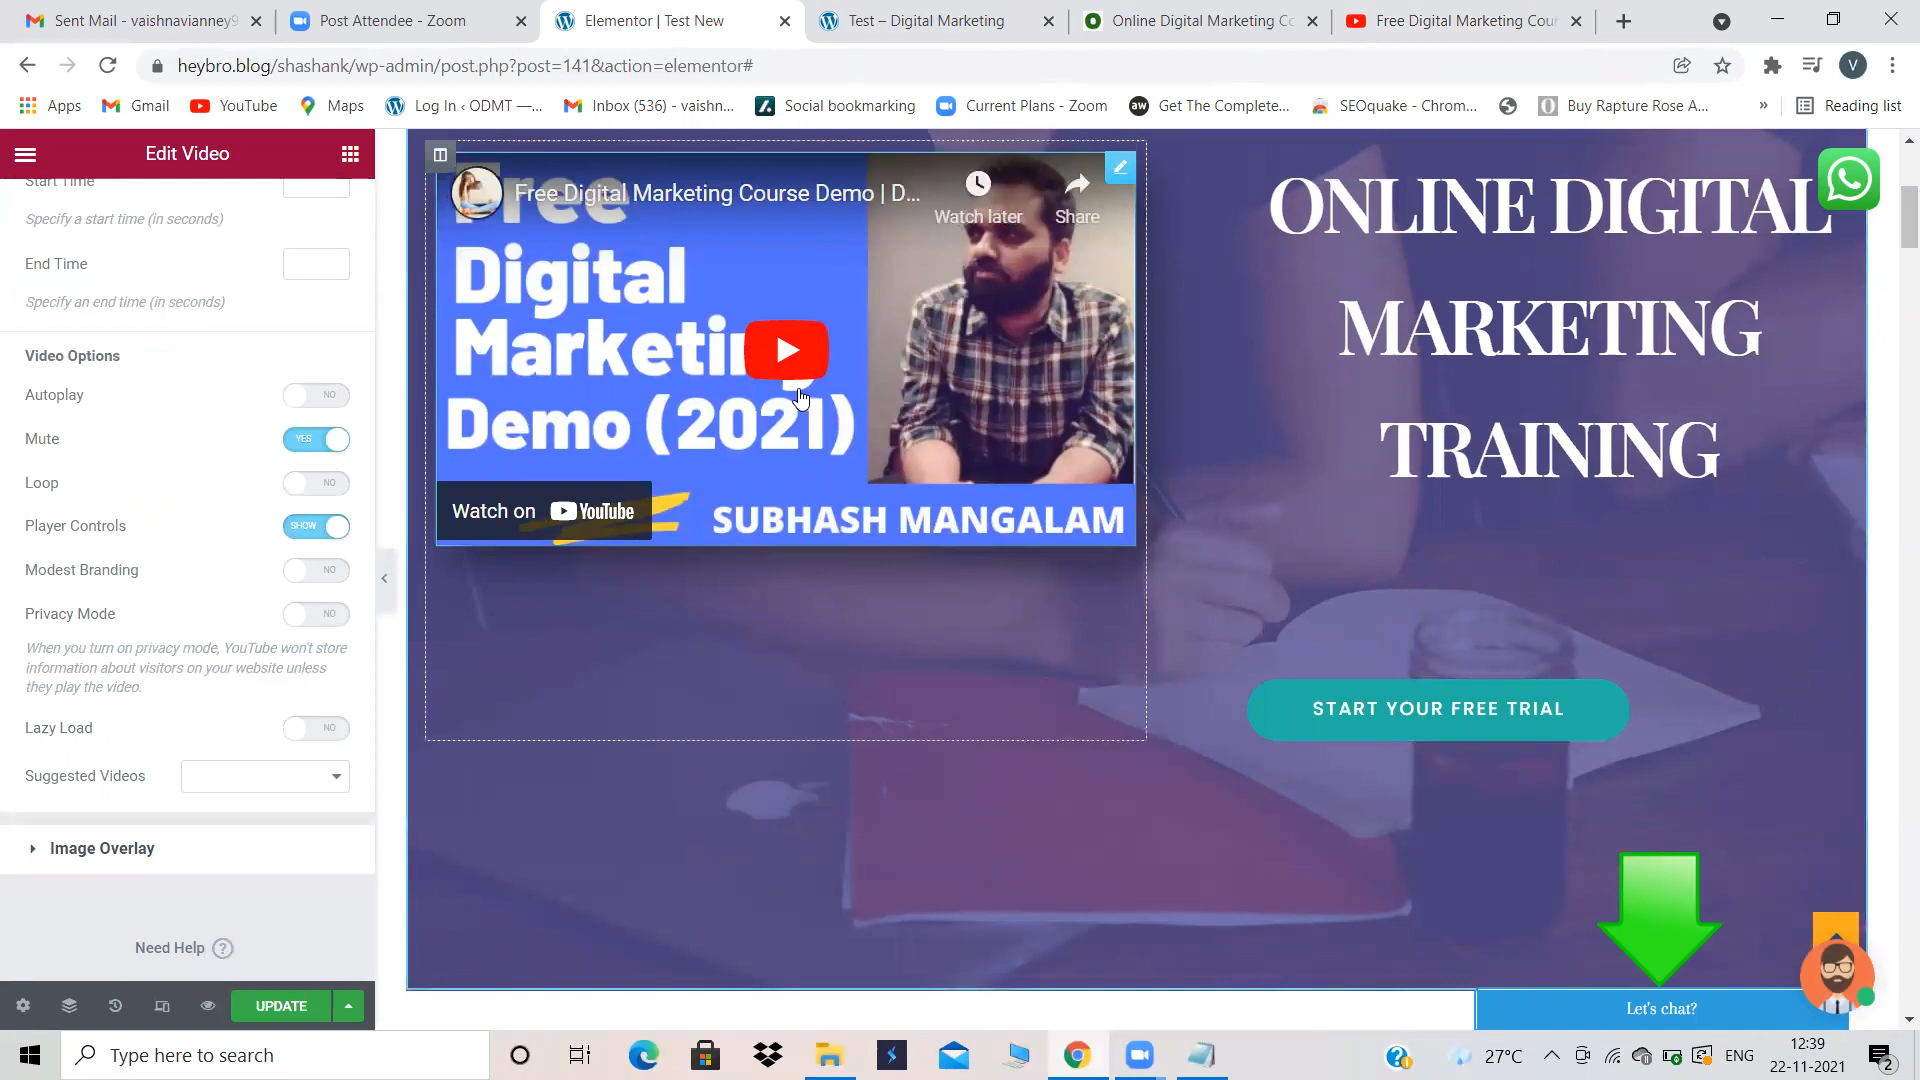 Sent Mail - vaishnavianney9
Post Attendee - Zoom
Elementor | Test New
Test – Digital Marketing
Online Digital Marketing Co
Free Digital Marketing Cour
heybro.blog/shashank/wp-admin/post.php?post=141&action=elementor#
V
Apps
Gmail
YouTube
Maps
Log In ‹ ODMT —...
Inbox (536) - vaishn...
Social bookmarking
Current Plans - Zoom
aw
Get The Complete...
SEOquake - Chrom...
Buy Rapture Rose A...
»
Reading list
Edit Video
Start Time
Specify a start time (in seconds)
End Time
Specify an end time (in seconds)
Video Options
Autoplay
NO
Mute
YES
Loop
NO
Player Controls
SHOW
Modest Branding
NO
Privacy Mode
NO
When you turn on privacy mode, YouTube won't store
information about visitors on your website unless
they play the video.
Lazy Load
NO
Suggested Videos
Image Overlay
Need Help
UPDATE
Free Digital Marketing Course Demo | D...
Watch later
Share
Free
Digital
Marketing
Demo (2021)
Watch on YouTube
SUBHASH MANGALAM
ONLINE DIGITAL
MARKETING
TRAINING
START YOUR FREE TRIAL
Let's chat?
Type here to search
27°C
ENG
12:39
22-11-2021
2